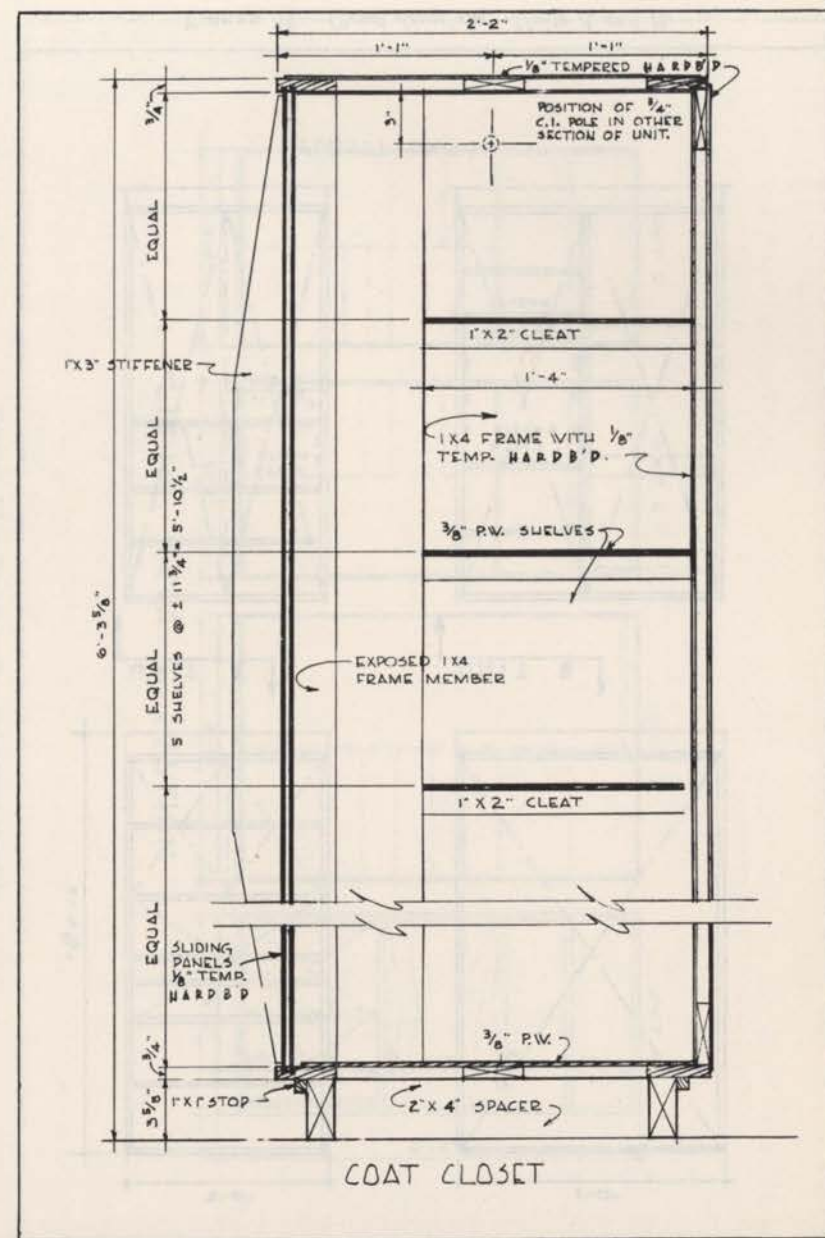 2'-2"
1'-1"
1'-1"
1/8" TEMPERED HARDB'D
3/4"
3"
POSITION OF 3/4"
C.I. POLE IN OTHER
SECTION OF UNIT.
EQUAL
1"X2" CLEAT
1"X3" STIFFENER
1'-4"
EQUAL
1X4 FRAME WITH 1/8"
TEMP. HARDB'D.
3/8" P.W. SHELVES
6'-3 5/8"
5 SHELVES @ ± 11 3/4" = 5'-10 1/2"
EQUAL
EXPOSED 1X4
FRAME MEMBER
1" X 2" CLEAT
EQUAL
SLIDING
PANELS
1/8" TEMP.
HARDB'D
3/8" P.W.
3/4"
3 5/8"
1"X1" STOP
2" X 4" SPACER
COAT CLOSET